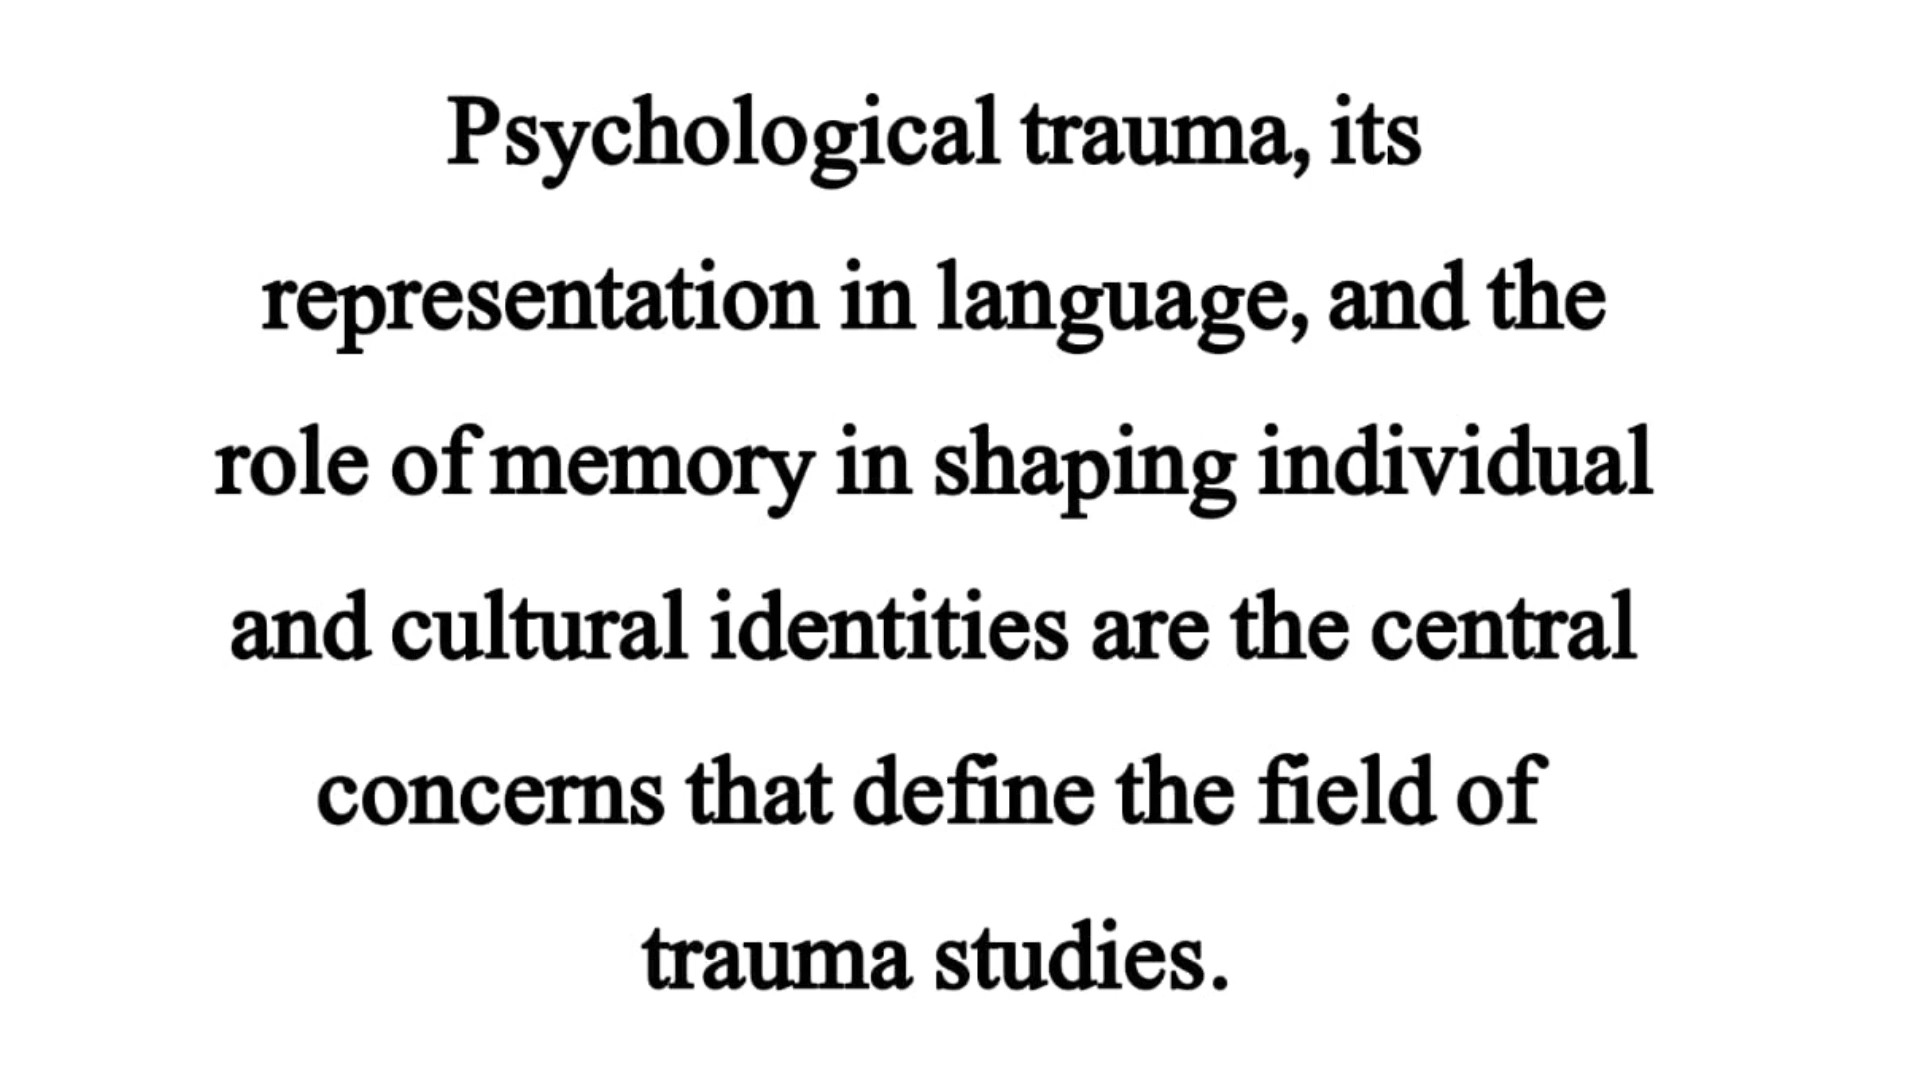 Psychological trauma, its
representation in language, and the
role of memory in shaping individual
and cultural identities are the central
concerns that define the field of
trauma studies.